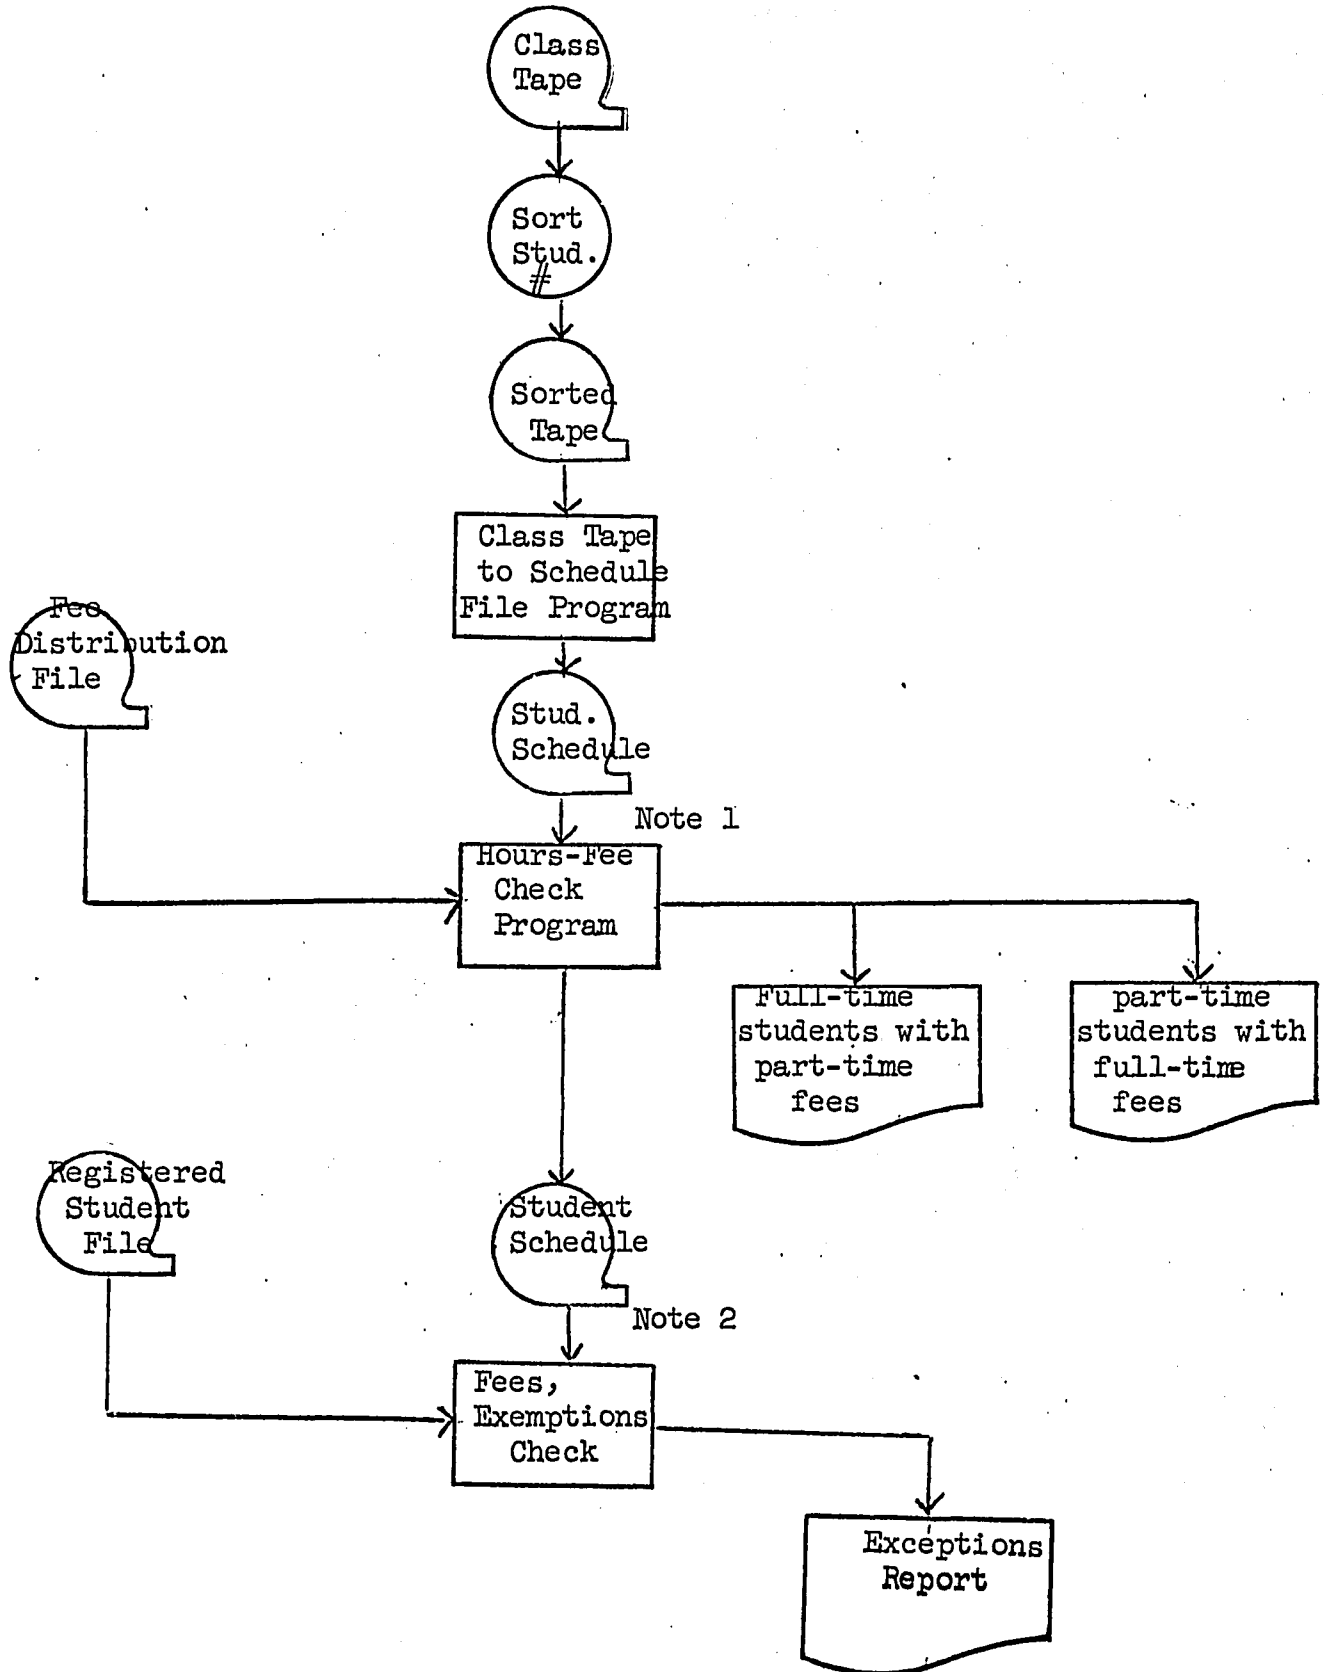 Class
Tape
Sort
Stud.
#
Sorted
Tape
Class Tape
to Schedule
File Program
Fee
Distribution
File
Stud.
Schedule
Note 1
Hours-Fee
Check
Program
Full-time
students with
part-time
fees
part-time
students with
full-time
fees
Registered
Student
File
Student
Schedule
Note 2
Fees,
Exemptions
Check
Exceptions
Report